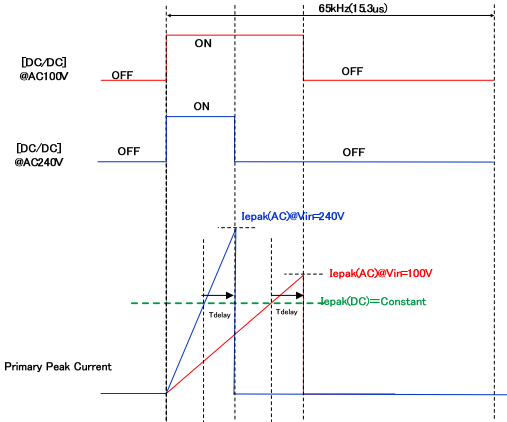 65kHz(15.3us)
[DC/DC]
@AC100V
OFF
ON
OFF
[DC/DC]
@AC240V
OFF
ON
OFF
Iepak(AC)@Vin=240V
Iepak(AC)@Vin=100V
Iepak(DC)=Constant
Tdelay
Tdelay
Primary Peak Current